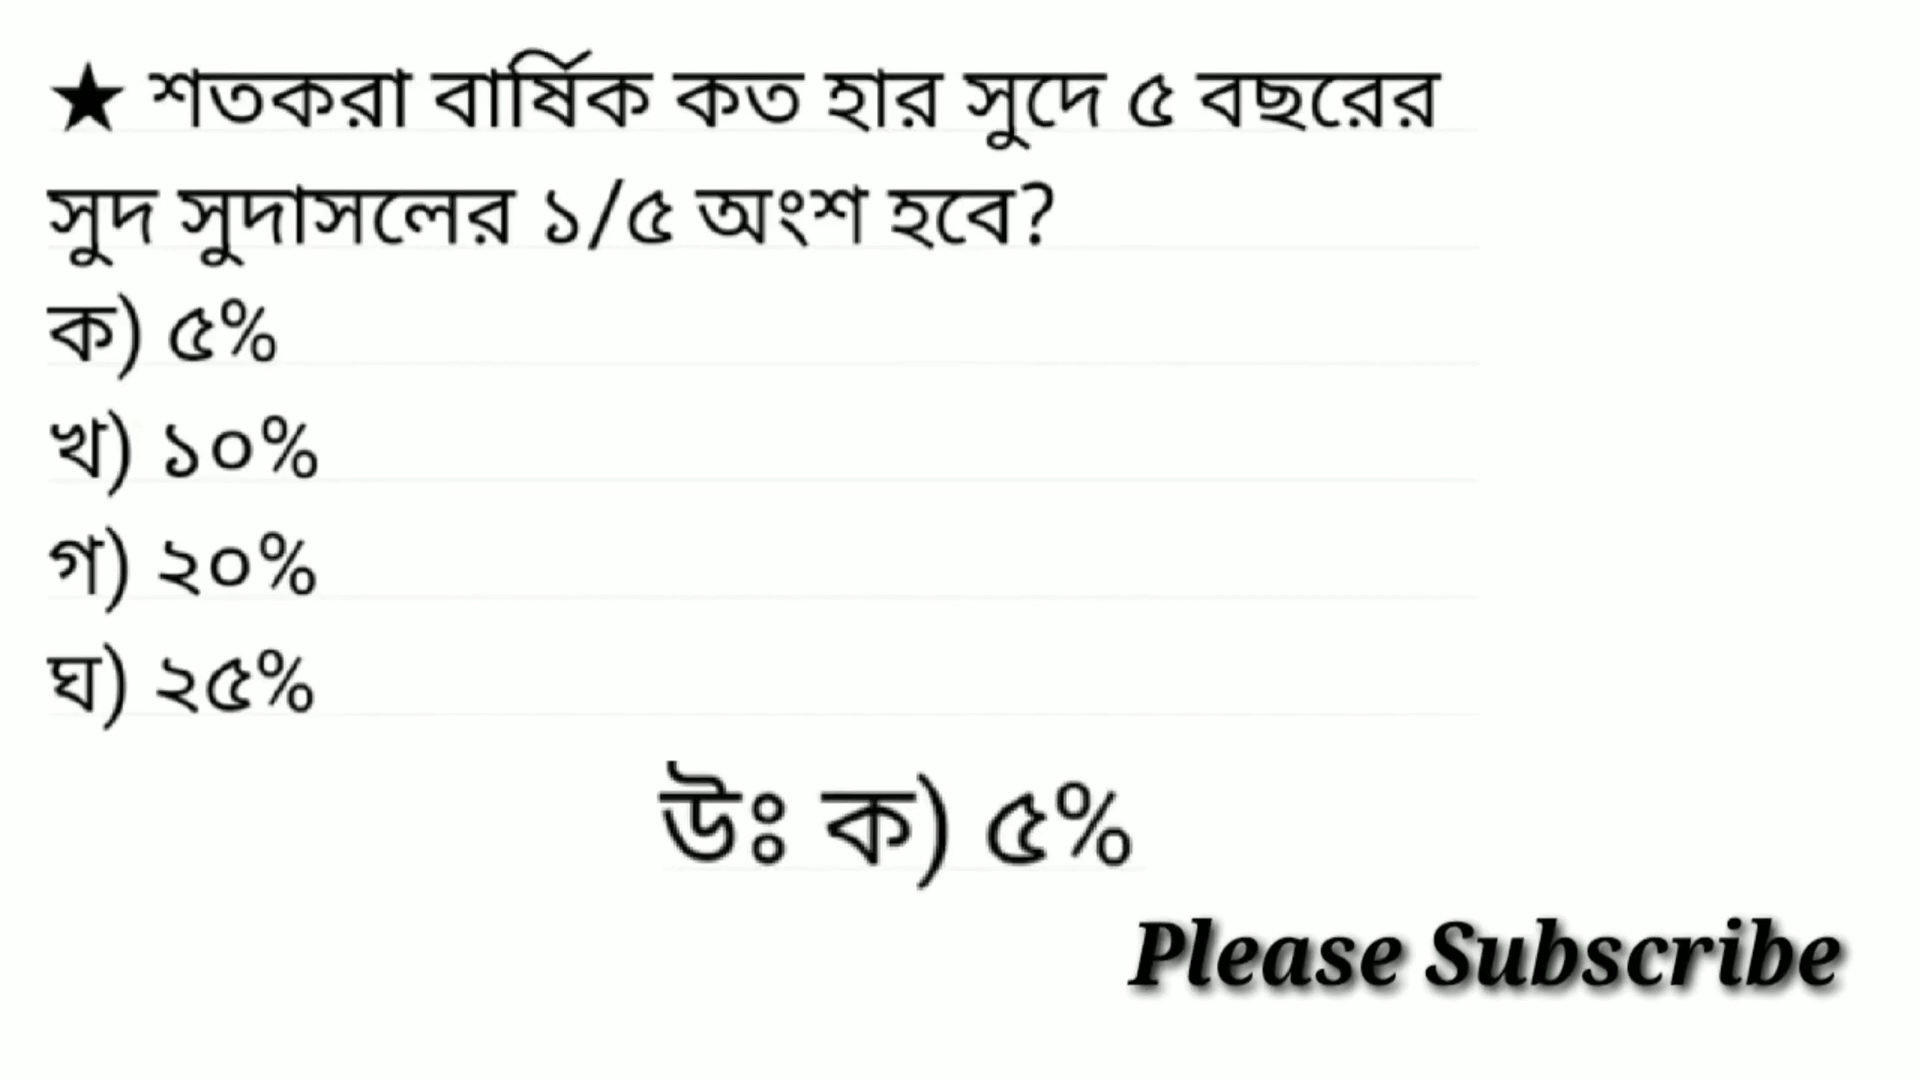 ★ শতকরা বার্ষিক কত হার সুদে ৫ বছরের
সুদ সুদাসলের ১/৫ অংশ হবে?
ক) ৫%
খ) ১০%
গ) ২০%
ঘ) ২৫%
উঃ ক) ৫%
Please Subscribe